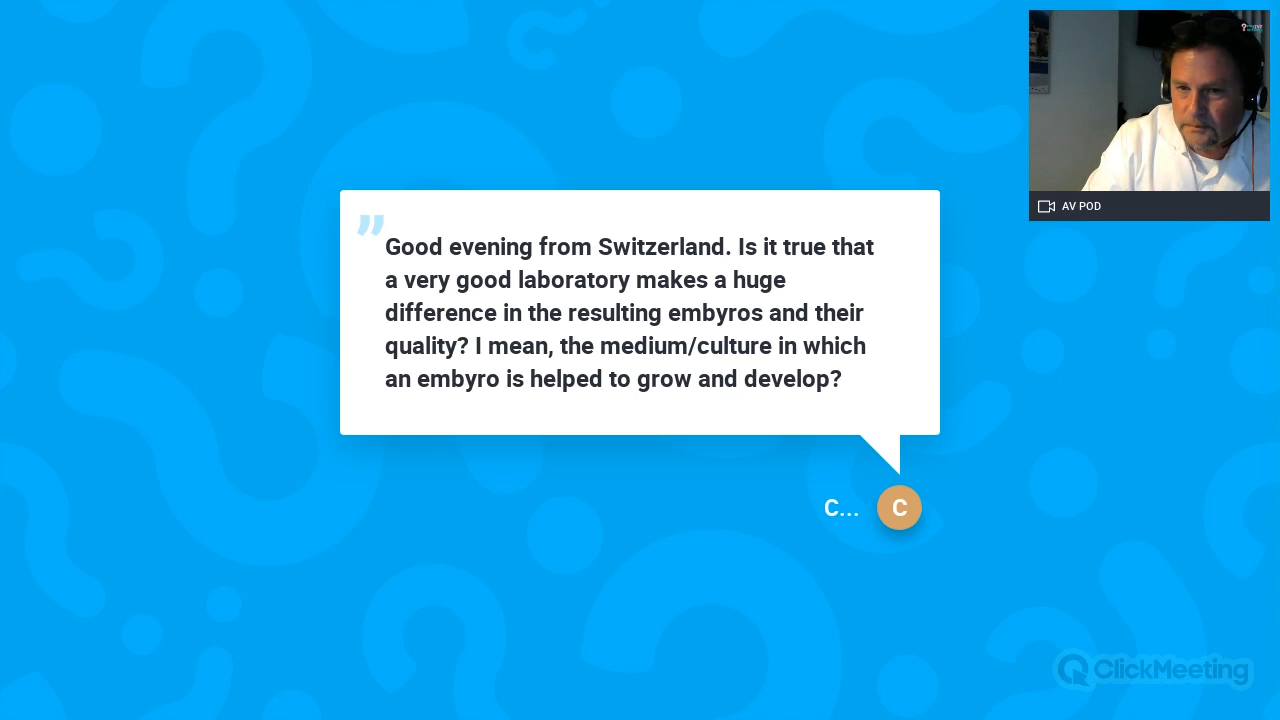 Good evening from Switzerland. Is it true that
a very good laboratory makes a huge
difference in the resulting embyros and their
quality? I mean, the medium/culture in which
an embyro is helped to grow and develop?
C...
C
AV POD
ClickMeeting